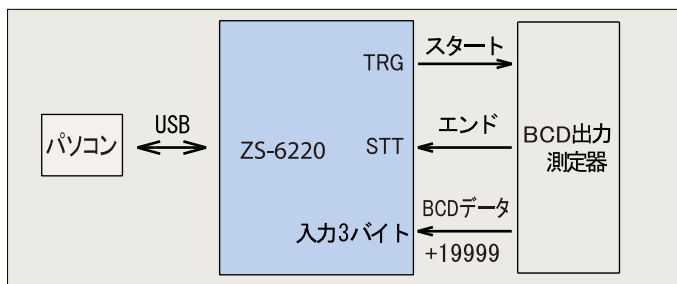 パソコン
USB
ZS-6220
TRG
スタート
STT
エンド
入力3バイト
BCDデータ
+19999
BCD出力
測定器